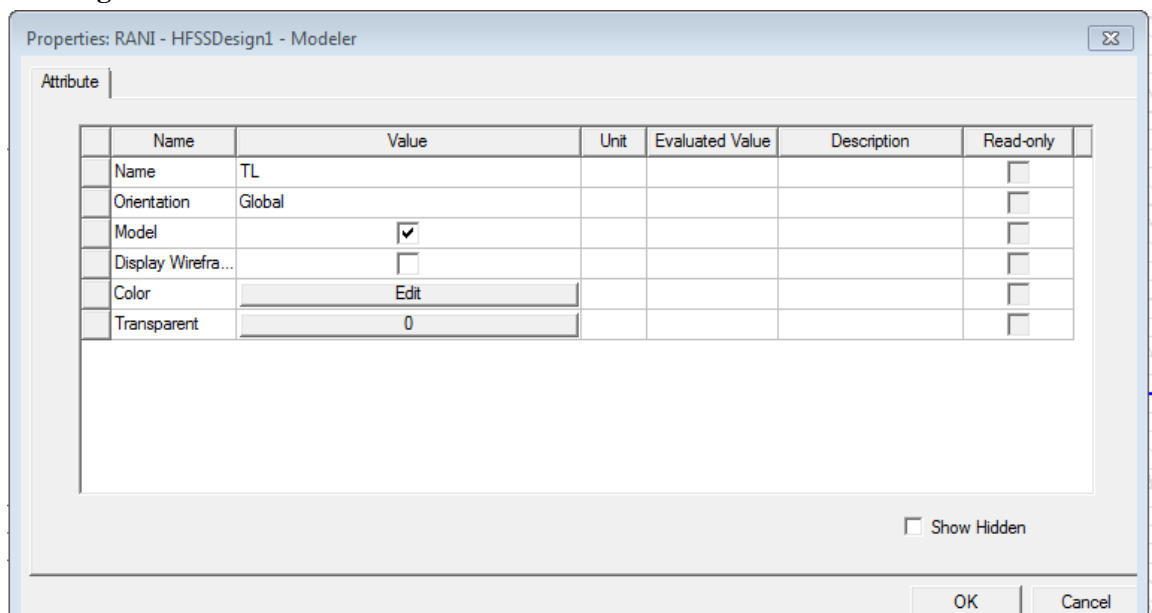 Properties: RANI - HFSSDesign1 - Modeler
Attribute
Name Value Unit Evaluated Value Description Read-only
Name TL
Orientation Global
Model
Display Wirefra...
Color Edit
Transparent 0
Show Hidden
OK Cancel